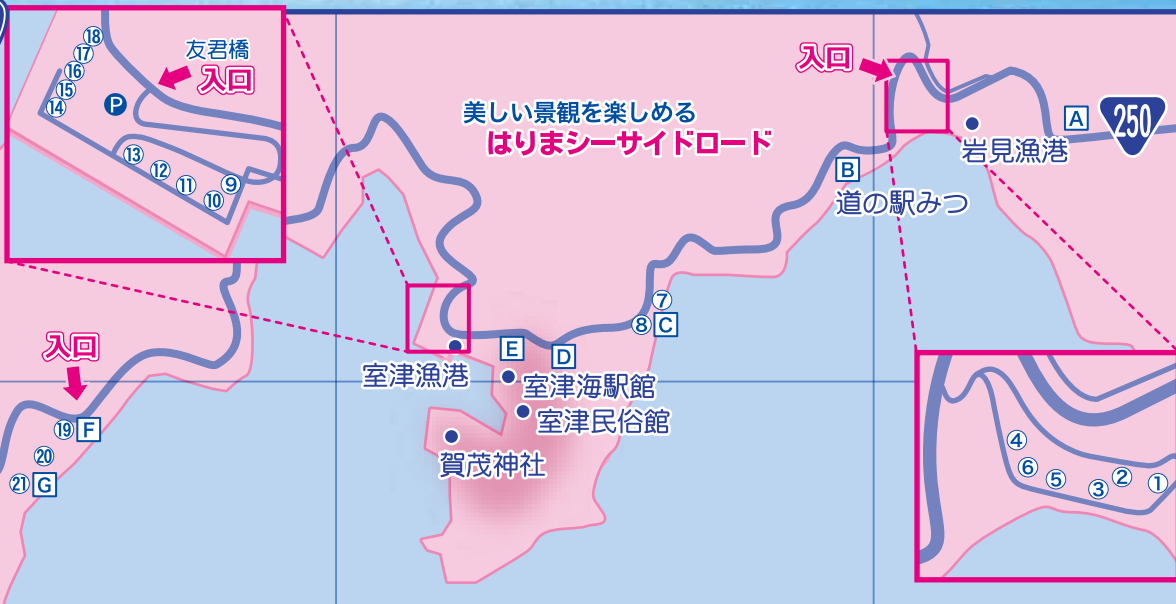 ⑱
⑰
⑯
⑮
⑭
友君橋
入口
P
⑬
⑫
⑪
⑩
⑨
美しい景観を楽しめる
はりまシーサイドロード
入口
A
250
岩見漁港
B
道の駅みつ
⑦
⑧
C
E
D
室津漁港
室津海駅館
室津民俗館
賀茂神社
入口
⑲
F
⑳
㉑
G
④
⑥
⑤
③
②
①